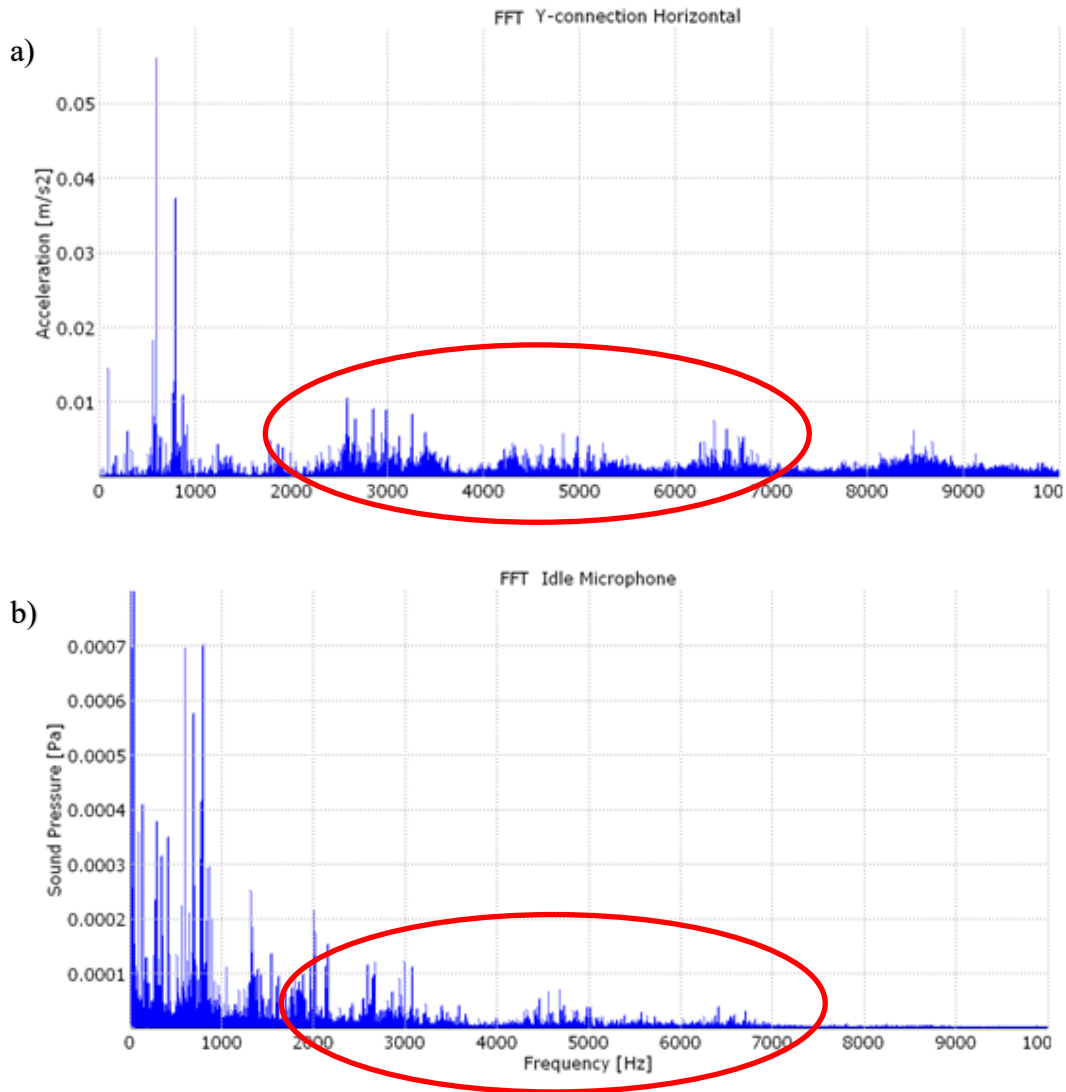 FFT Y-connection Horizontal
a)
0.05
0.04
0.03
0.02
0.01
Acceleration [m/s2]
0 1000 2000 3000 4000 5000 6000 7000 8000 9000 100
FFT Idle Microphone
b)
0.0007
0.0006
0.0005
0.0004
0.0003
0.0002
0.0001
Sound Pressure [Pa]
0 1000 2000 3000 4000 5000 6000 7000 8000 9000 100
Frequency [Hz]